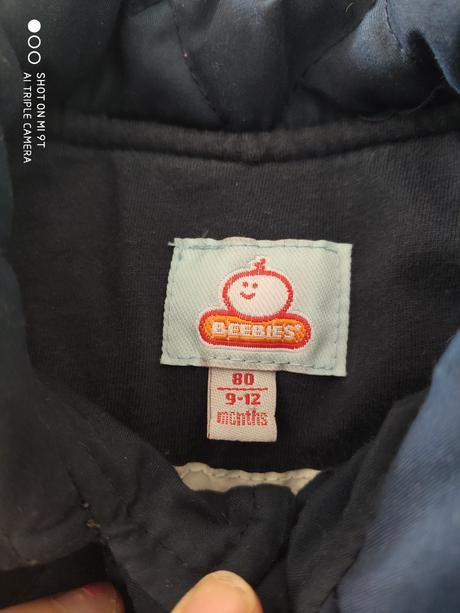 SHOT ON MI 9T
AI TRIPLE CAMERA
BEEBIES
80
9-12
months